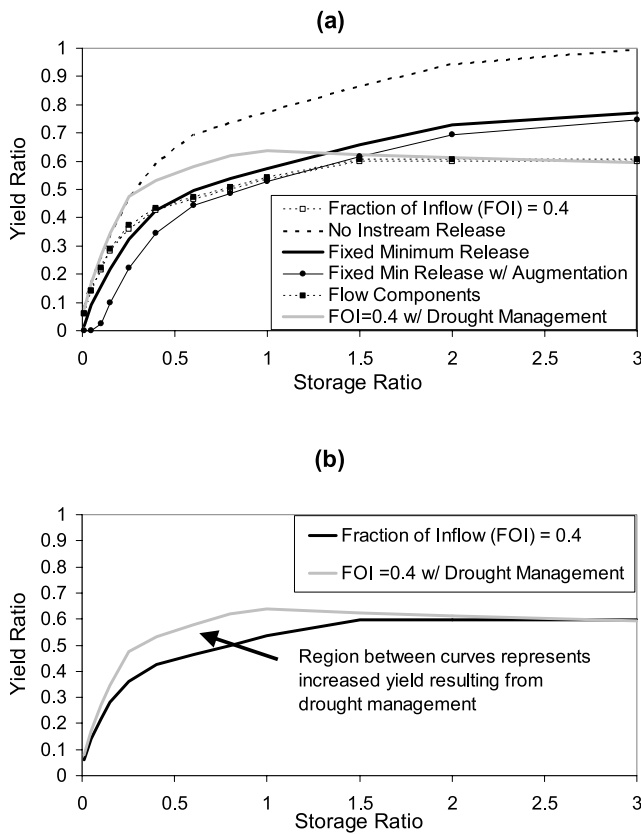 (a)
1
0.9
0.8
0.7
0.6
0.5
0.4
0.3
0.2
0.1
0
Yield Ratio
Fraction of Inflow (FOI) = 0.4
No Instream Release
Fixed Minimum Release
Fixed Min Release w/ Augmentation
Flow Components
FOI=0.4 w/ Drought Management
0 0.5 1 1.5 2 2.5 3
Storage Ratio
(b)
1
0.9
0.8
0.7
0.6
0.5
0.4
0.3
0.2
0.1
0
Yield Ratio
Fraction of Inflow (FOI) = 0.4
FOI =0.4 w/ Drought Management
Region between curves represents
increased yield resulting from
drought management
0 0.5 1 1.5 2 2.5 3
Storage Ratio